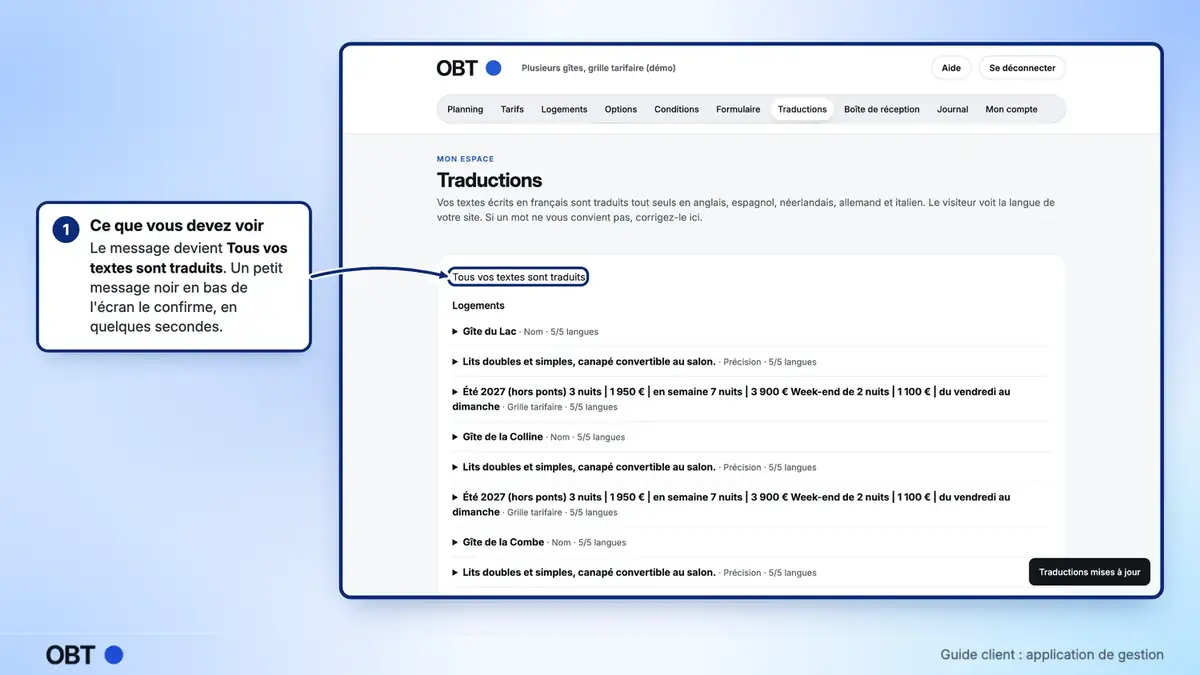 OBT
Plusieurs gîtes, grille tarifaire (démo)
Aide
Se déconnecter
Planning
Tarifs
Logements
Options
Conditions
Formulaire
Traductions
Boîte de réception
Journal
Mon compte
MON ESPACE
Traductions
Vos textes écrits en français sont traduits tout seuls en anglais, espagnol, néerlandais, allemand et italien. Le visiteur voit la langue de
votre site. Si un mot ne vous convient pas, corrigez-le ici.
1
Ce que vous devez voir
Le message devient Tous vos
textes sont traduits. Un petit
message noir en bas de
l'écran le confirme, en
quelques secondes.
Tous vos textes sont traduits
Logements
Gîte du Lac · Nom · 5/5 langues
Lits doubles et simples, canapé convertible au salon. · Précision · 5/5 langues
Été 2027 (hors ponts) 3 nuits | 1 950 € | en semaine 7 nuits | 3 900 € Week-end de 2 nuits | 1 100 € | du vendredi au
dimanche · Grille tarifaire · 5/5 langues
Gîte de la Colline · Nom · 5/5 langues
Lits doubles et simples, canapé convertible au salon. · Précision · 5/5 langues
Été 2027 (hors ponts) 3 nuits | 1 950 € | en semaine 7 nuits | 3 900 € Week-end de 2 nuits | 1 100 € | du vendredi au
dimanche · Grille tarifaire · 5/5 langues
Gîte de la Combe · Nom · 5/5 langues
Lits doubles et simples, canapé convertible au salon. · Précision · 5/5 langues
Traductions mises à jour
OBT
Guide client : application de gestion